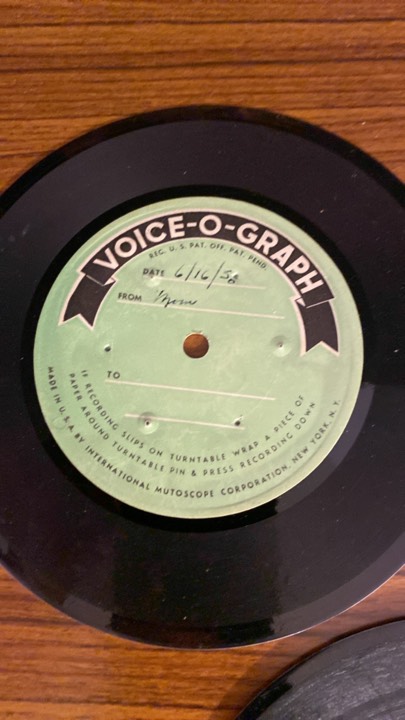 VOICE-O-GRAPH
REG. U. S. PAT. OFF. PAT. PEND.
DATE 6/16/58
FROM Mom
TO
IF RECORDING SLIPS ON TURNTABLE WRAP A PIECE OF
PAPER AROUND TURNTABLE PIN & PRESS RECORDING DOWN
MADE IN U. S. A. BY INTERNATIONAL MUTOSCOPE CORPORATION, NEW YORK, N. Y.